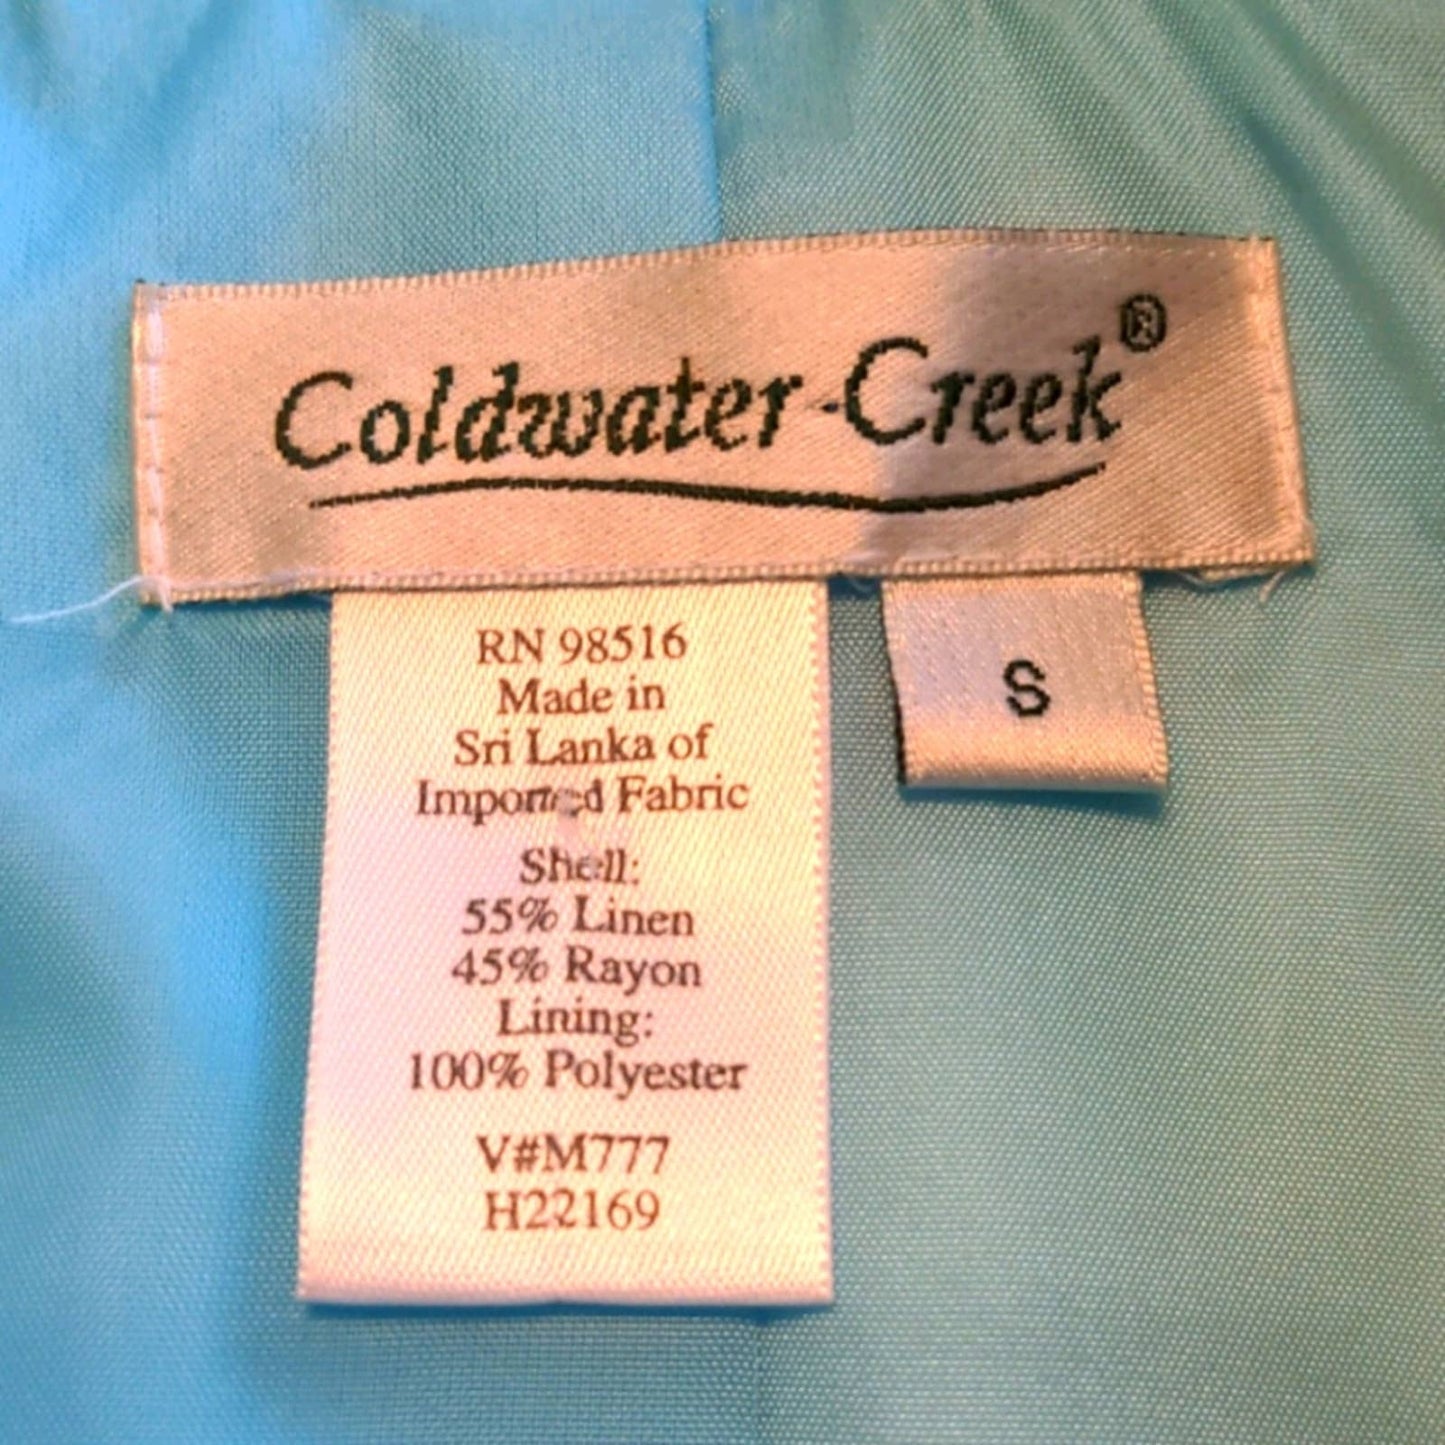 Coldwater Creek®
RN 98516
Made in
Sri Lanka of
Imported Fabric
Shell:
55% Linen
45% Rayon
Lining:
100% Polyester
V#M777
H22169
S